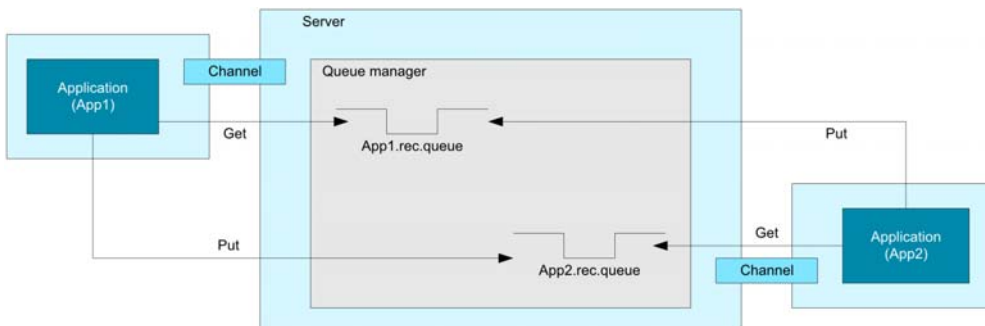 Server
Channel
Queue manager
Application
(App1)
Get
App1.rec.queue
Put
Put
Get
Application
(App2)
App2.rec.queue
Channel